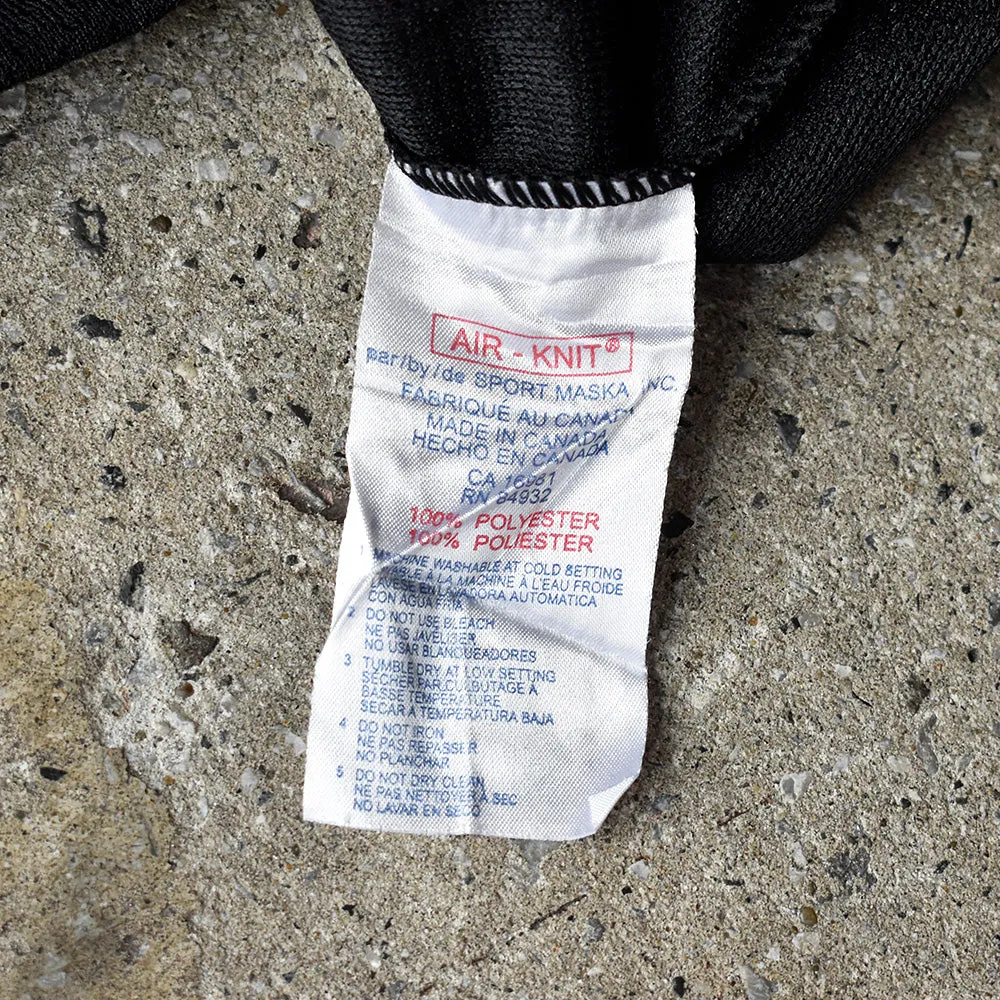 AIR - KNIT®
par/by/de SPORT MASKA INC.
FABRIQUÉ AU CANADA
MADE IN CANADA
HECHO EN CANADA
CA 16981
RN 84932
100% POLYESTER
100% POLIESTER
1 MACHINE WASHABLE AT COLD SETTING
LAVABLE À LA MACHINE À L'EAU FROIDE
LAVESE EN LAVADORA AUTOMATICA
CON AGUA FRIA
2 DO NOT USE BLEACH
NE PAS JAVELISER
NO USAR BLANQUEADORES
3 TUMBLE DRY AT LOW SETTING
SÉCHER PAR CULBUTAGE À
BASSE TEMPERATURE
SECAR A TEMPERATURA BAJA
4 DO NOT IRON
NE PAS REPASSER
NO PLANCHAR
5 DO NOT DRY CLEAN
NE PAS NETTOYER À SEC
NO LAVAR EN SECO